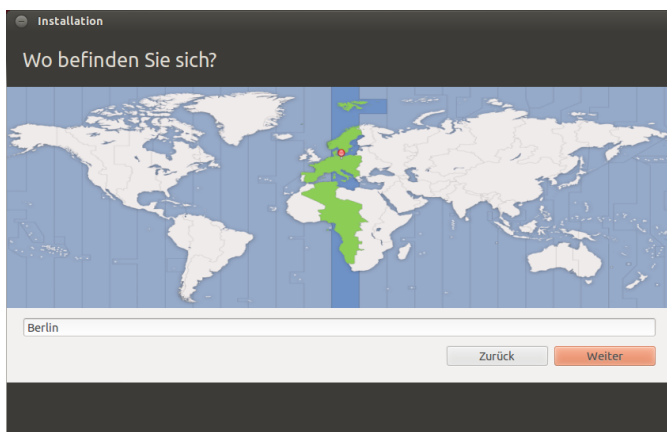 Installation
Wo befinden Sie sich?
Berlin
Zurück
Weiter